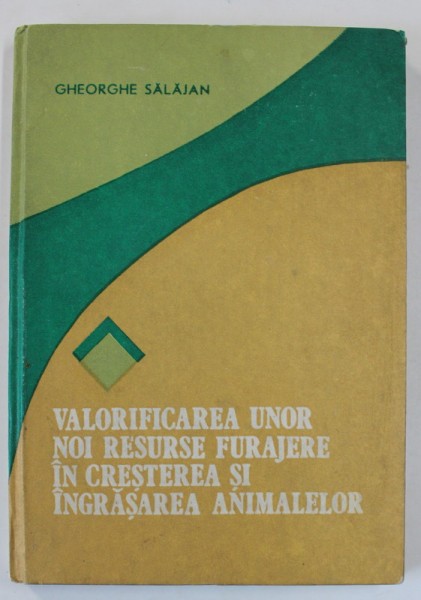 GHEORGHE SĂLĂJAN
VALORIFICAREA UNOR
NOI RESURSE FURAJERE
ÎN CREȘTEREA ȘI
ÎNGRĂȘAREA ANIMALELOR